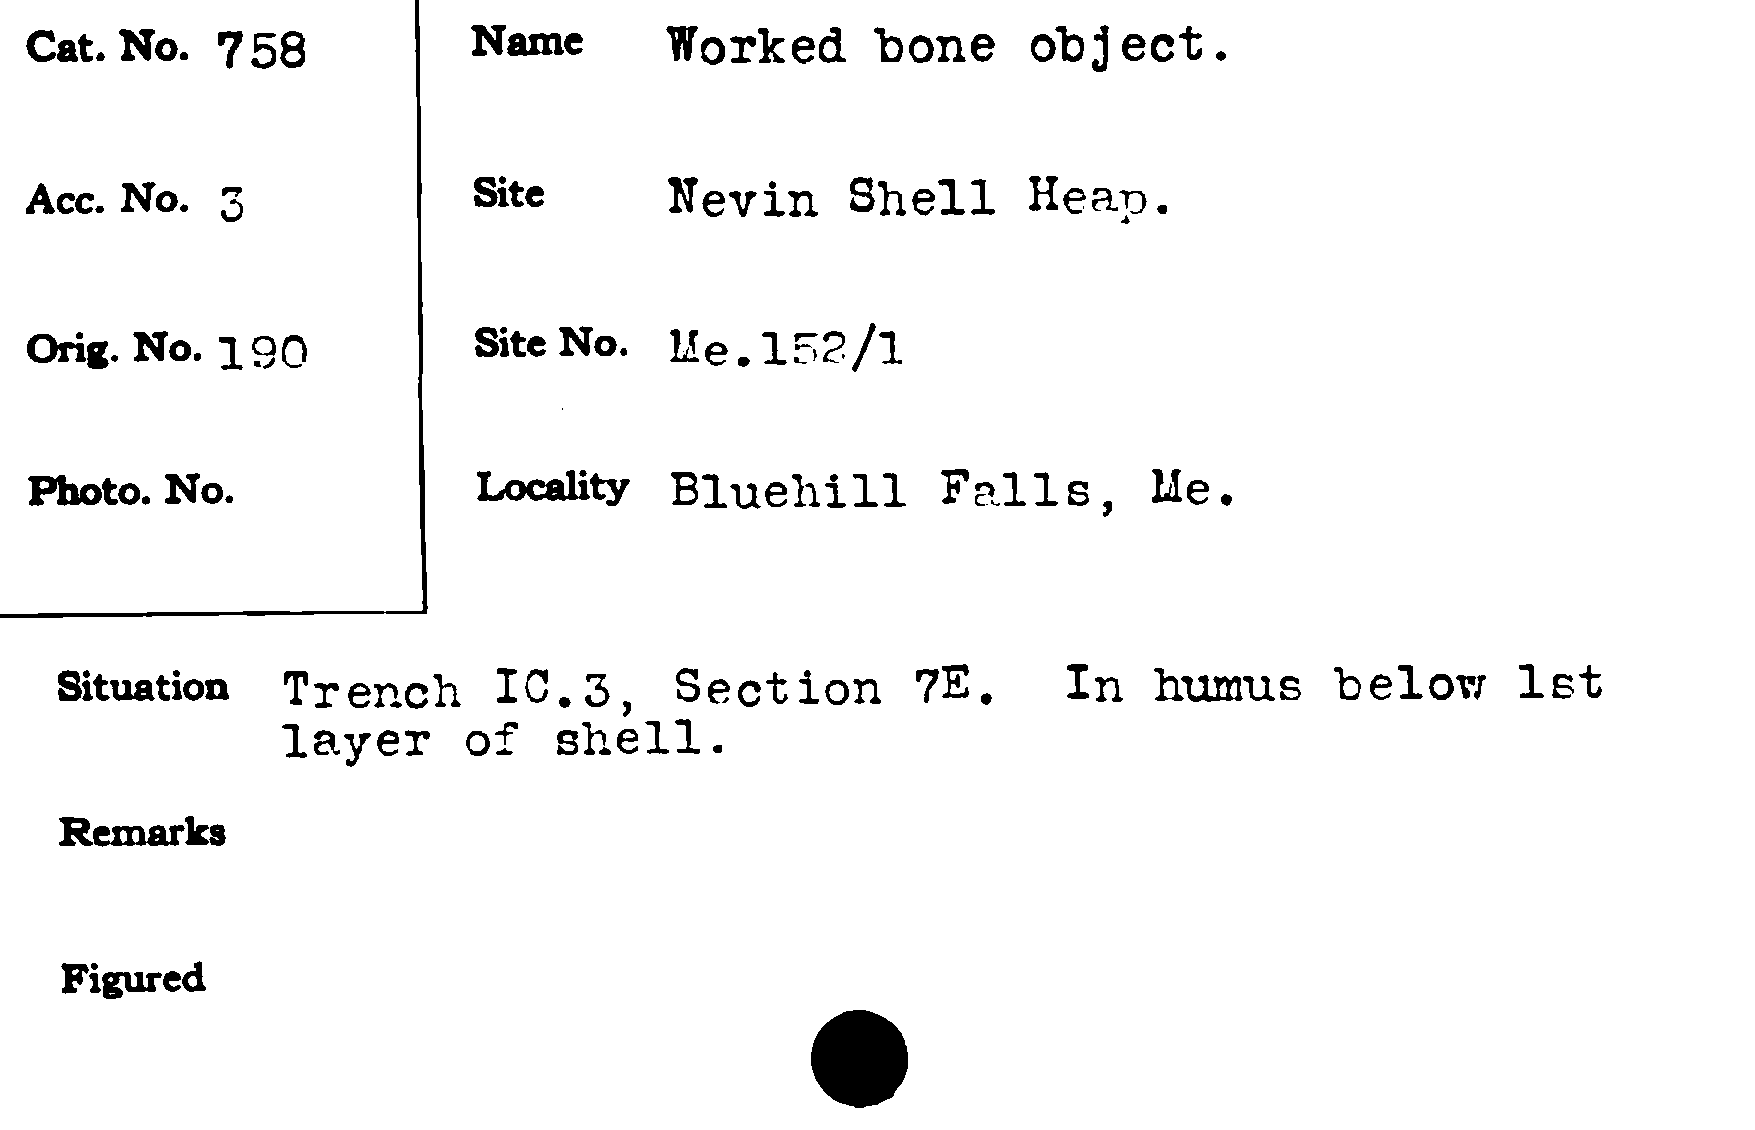 Cat. No. 758
Name Worked bone object.
Acc. No. 3
Site Nevin Shell Heap.
Orig. No. 190
Site No. Me.152/1
Photo. No.
Locality Bluehill Falls, Me.
Situation Trench IC.3, Section 7E. In humus below 1st
layer of shell.
Remarks
Figured